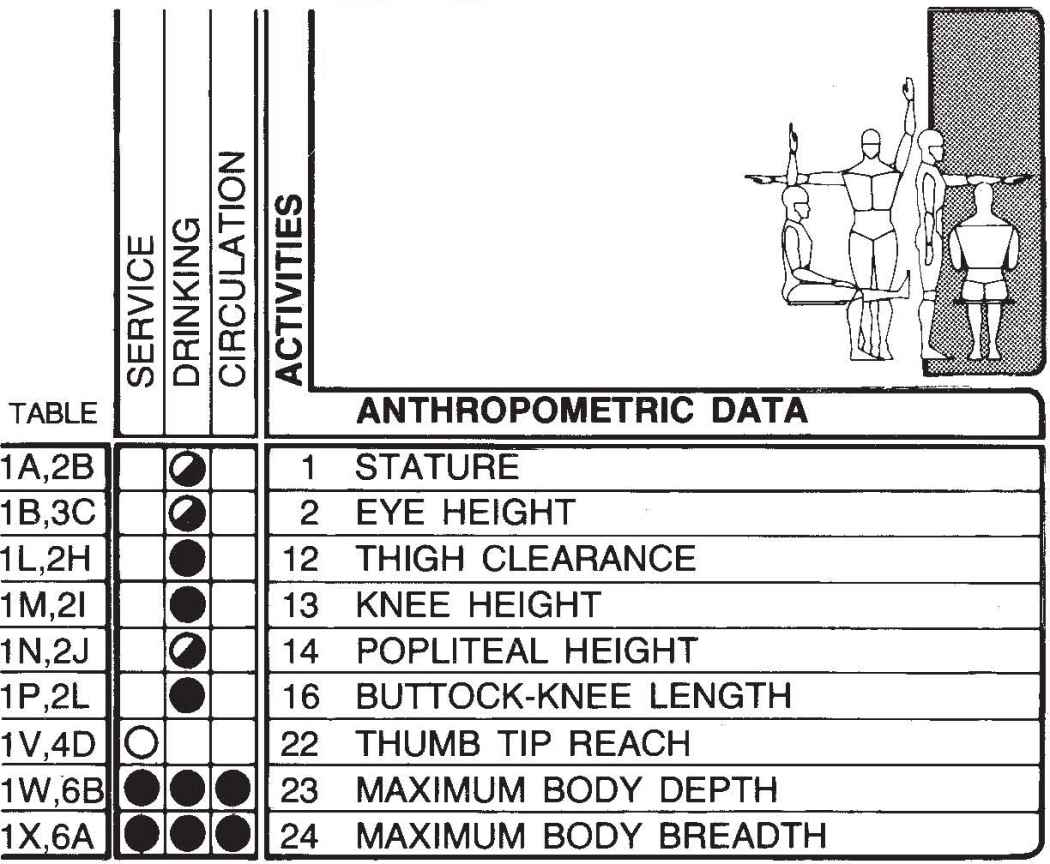 SERVICE
DRINKING
CIRCULATION
ACTIVITIES
TABLE ANTHROPOMETRIC DATA
1A,2B 1 STATURE
1B,3C 2 EYE HEIGHT
1L,2H 12 THIGH CLEARANCE
1M,2I 13 KNEE HEIGHT
1N,2J 14 POPLITEAL HEIGHT
1P,2L 16 BUTTOCK-KNEE LENGTH
1V,4D 22 THUMB TIP REACH
1W,6B 23 MAXIMUM BODY DEPTH
1X,6A 24 MAXIMUM BODY BREADTH